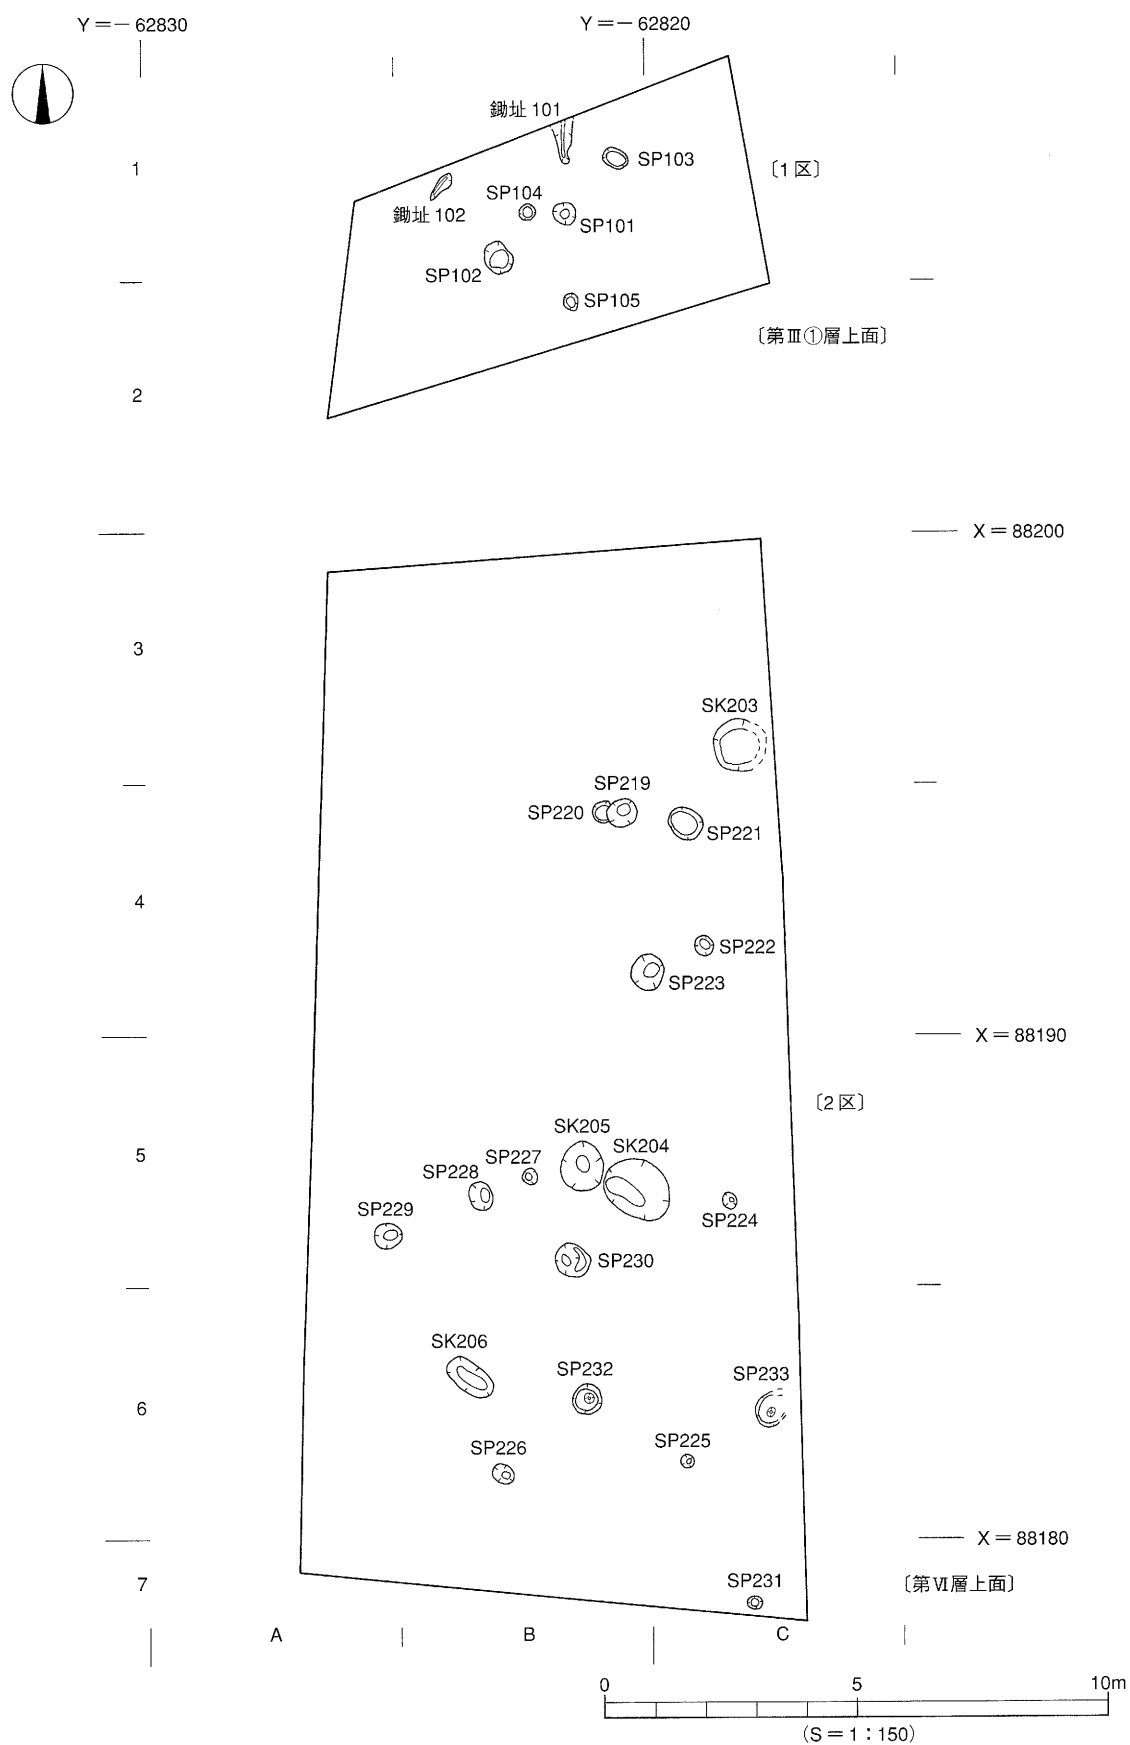 Y＝－62830
Y＝－62820
鋤址 101
SP103
1
〔1区〕
SP104
鋤址 102
SP101
SP102
SP105
〔第Ⅲ①層上面〕
2
X＝88200
3
SK203
SP219
SP220
SP221
4
SP222
SP223
X＝88190
〔2区〕
SK205
SK204
5
SP227
SP228
SP229
SP224
SP230
SK206
SP232
SP233
6
SP225
SP226
X＝88180
SP231
7
〔第Ⅵ層上面〕
A
B
C
0
5
10m
（S＝1：150）